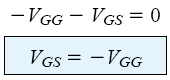 −V_GG − V_GS = 0
V_GS = −V_GG